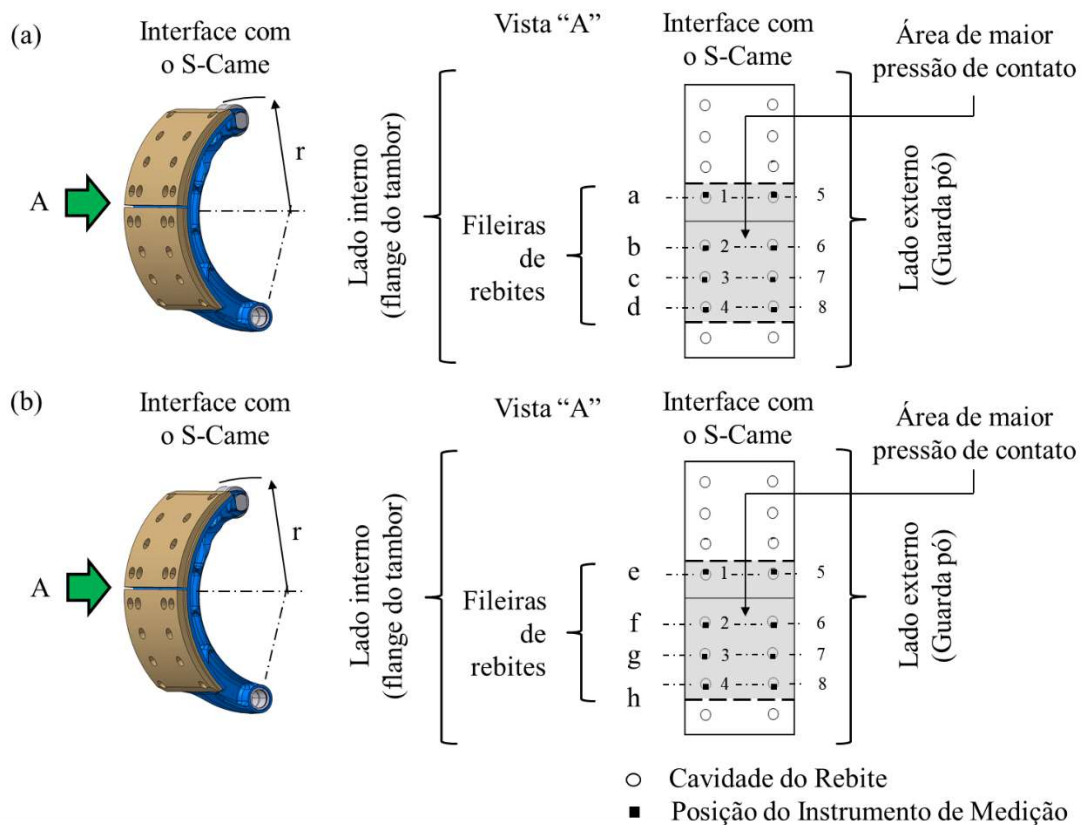 (a)
Interface com
o S-Came
r
A
Vista “A”
Lado interno
(flange do tambor)
Fileiras
de
rebites
a
b
c
d
Interface com
o S-Came
1
5
2
6
3
7
4
8
Área de maior
pressão de contato
Lado externo
(Guarda pó)
(b)
Interface com
o S-Came
r
A
Vista “A”
Lado interno
(flange do tambor)
Fileiras
de
rebites
e
f
g
h
Interface com
o S-Came
1
5
2
6
3
7
4
8
Área de maior
pressão de contato
Lado externo
(Guarda pó)
Cavidade do Rebite
Posição do Instrumento de Medição